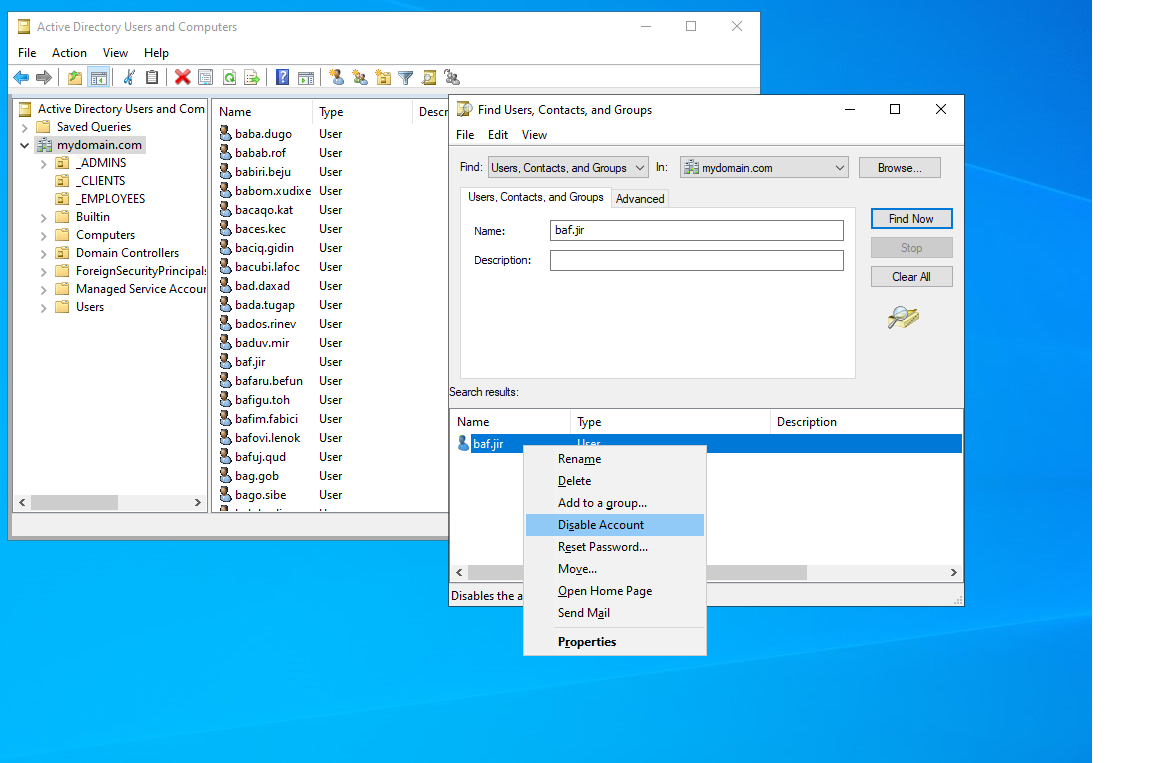 Active Directory Users and Computers
File Action View Help
Active Directory Users and Com
Saved Queries
mydomain.com
_ADMINS
_CLIENTS
_EMPLOYEES
Builtin
Computers
Domain Controllers
ForeignSecurityPrincipals
Managed Service Accour
Users
Name Type Descr
baba.dugo User
babab.rof User
babiri.beju User
babom.xudixe User
bacaqo.kat User
baces.kec User
baciq.gidin User
bacubi.lafoc User
bad.daxad User
bada.tugap User
bados.rinev User
baduv.mir User
baf.jir User
bafaru.befun User
bafigu.toh User
bafim.fabici User
bafovi.lenok User
bafuj.qud User
bag.gob User
bago.sibe User
Find Users, Contacts, and Groups
File Edit View
Find: Users, Contacts, and Groups In: mydomain.com Browse...
Users, Contacts, and Groups Advanced
Name: baf.jir
Description:
Find Now
Stop
Clear All
Search results:
Name Type Description
baf.jir User
Rename
Delete
Add to a group...
Disable Account
Reset Password...
Move...
Open Home Page
Send Mail
Properties
Disables the a